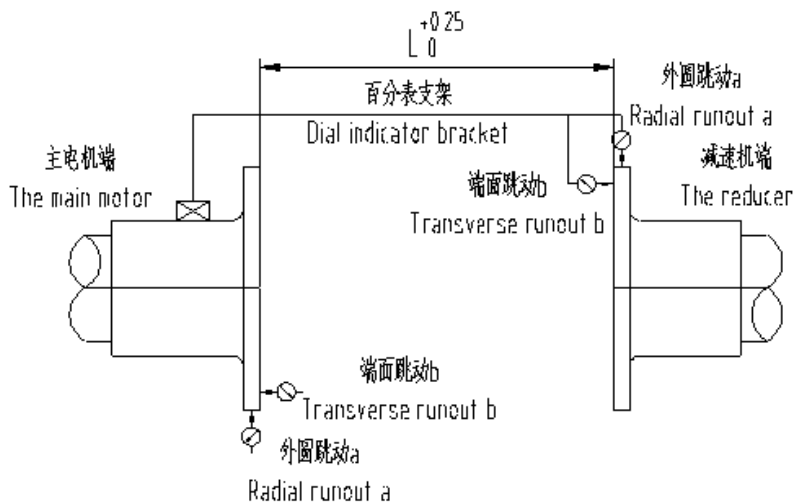 L +0.25 0
百分表支架
Dial indicator bracket
外圆跳动a
Radial runout a
主电机端
The main motor
减速机端
The reducer
端面跳动b
Transverse runout b
端面跳动b
Transverse runout b
外圆跳动a
Radial runout a